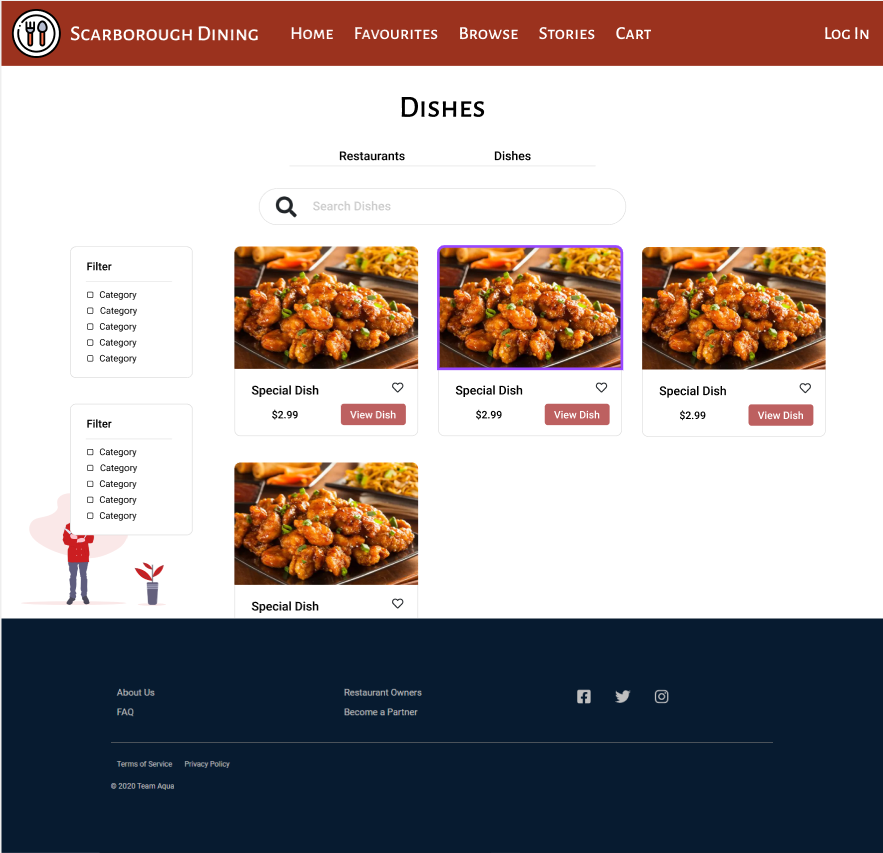 Scarborough Dining Home Favourites Browse Stories Cart Log In
Dishes
Restaurants Dishes
Search Dishes
Filter
Category
Category
Category
Category
Category
Filter
Category
Category
Category
Category
Category
Special Dish
$2.99 View Dish
Special Dish
$2.99 View Dish
Special Dish
$2.99 View Dish
Special Dish
About Us
FAQ
Restaurant Owners
Become a Partner
Terms of Service Privacy Policy
© 2020 Team Aqua